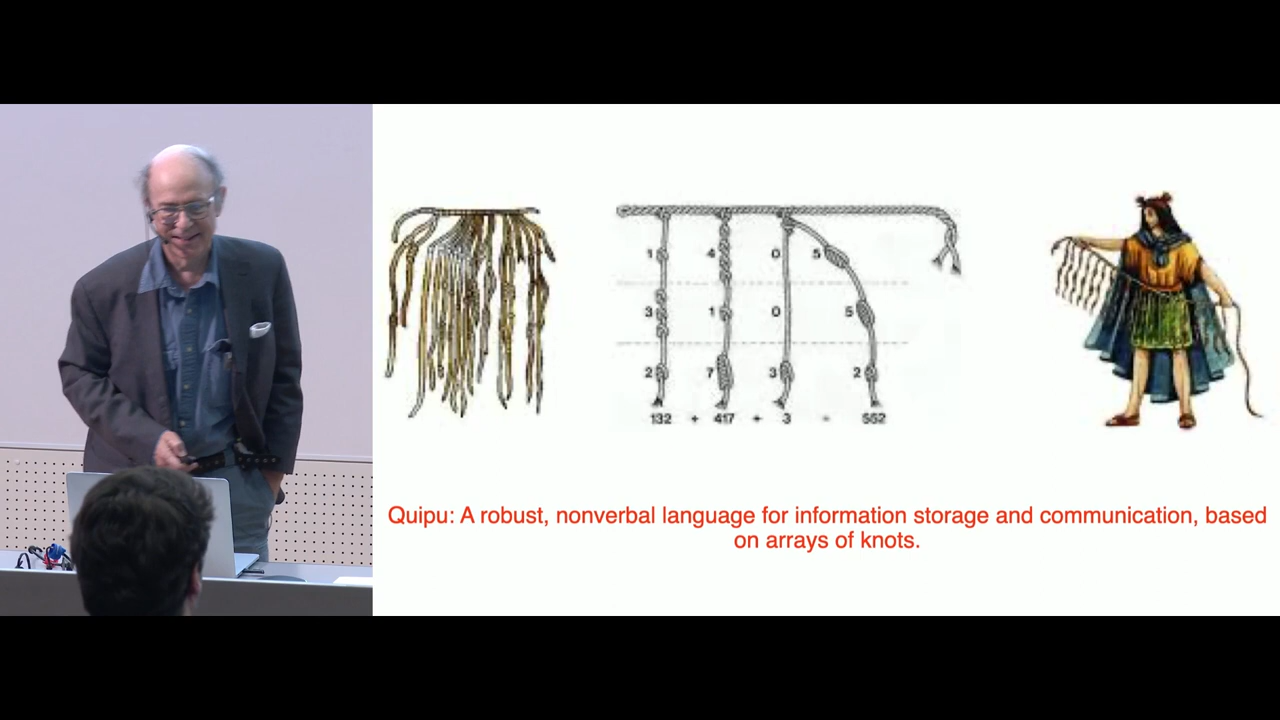 1 4 0 5
3 1 0 5
2 7 3 2
132 + 417 + 3 = 552
Quipu: A robust, nonverbal language for information storage and communication, based
on arrays of knots.